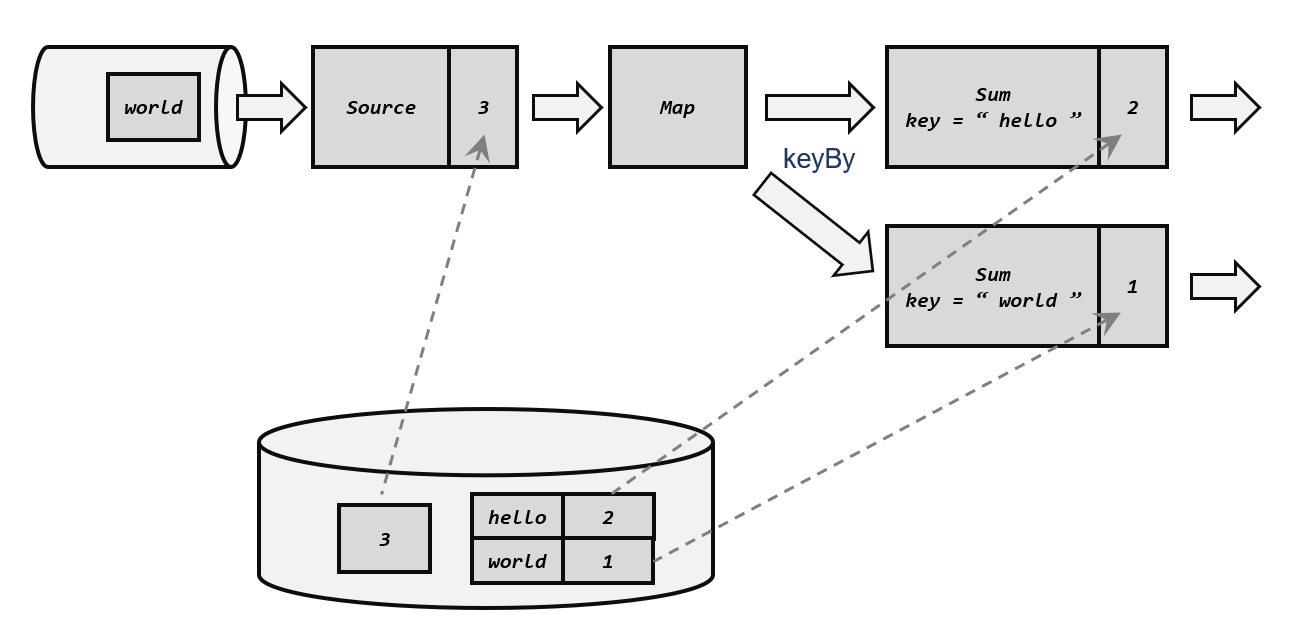 world
Source
3
Map
Sum
key = “ hello ”
2
keyBy
Sum
key = “ world ”
1
3
hello
2
world
1